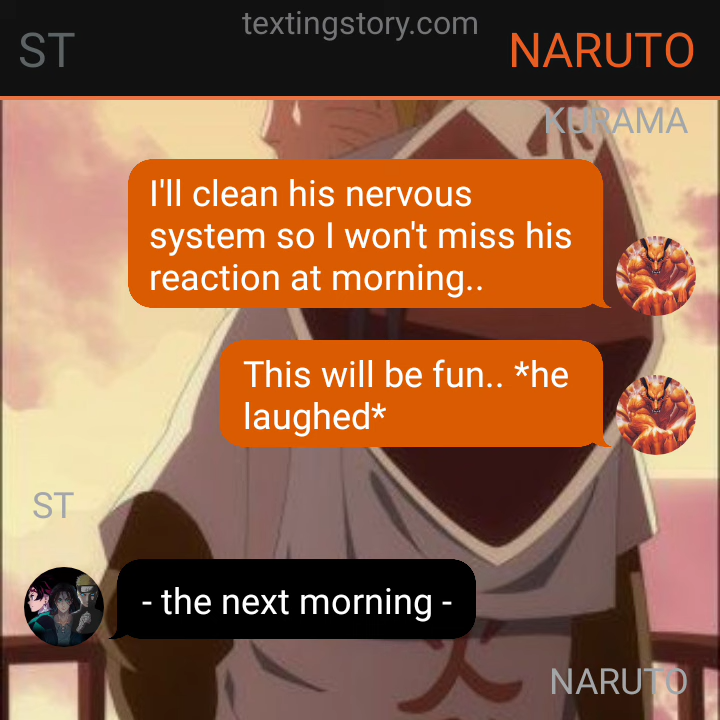 textingstory.com
ST
NARUTO
KURAMA
I'll clean his nervous
system so I won't miss his
reaction at morning..
This will be fun.. *he
laughed*
ST
- the next morning -
火
NARUTO